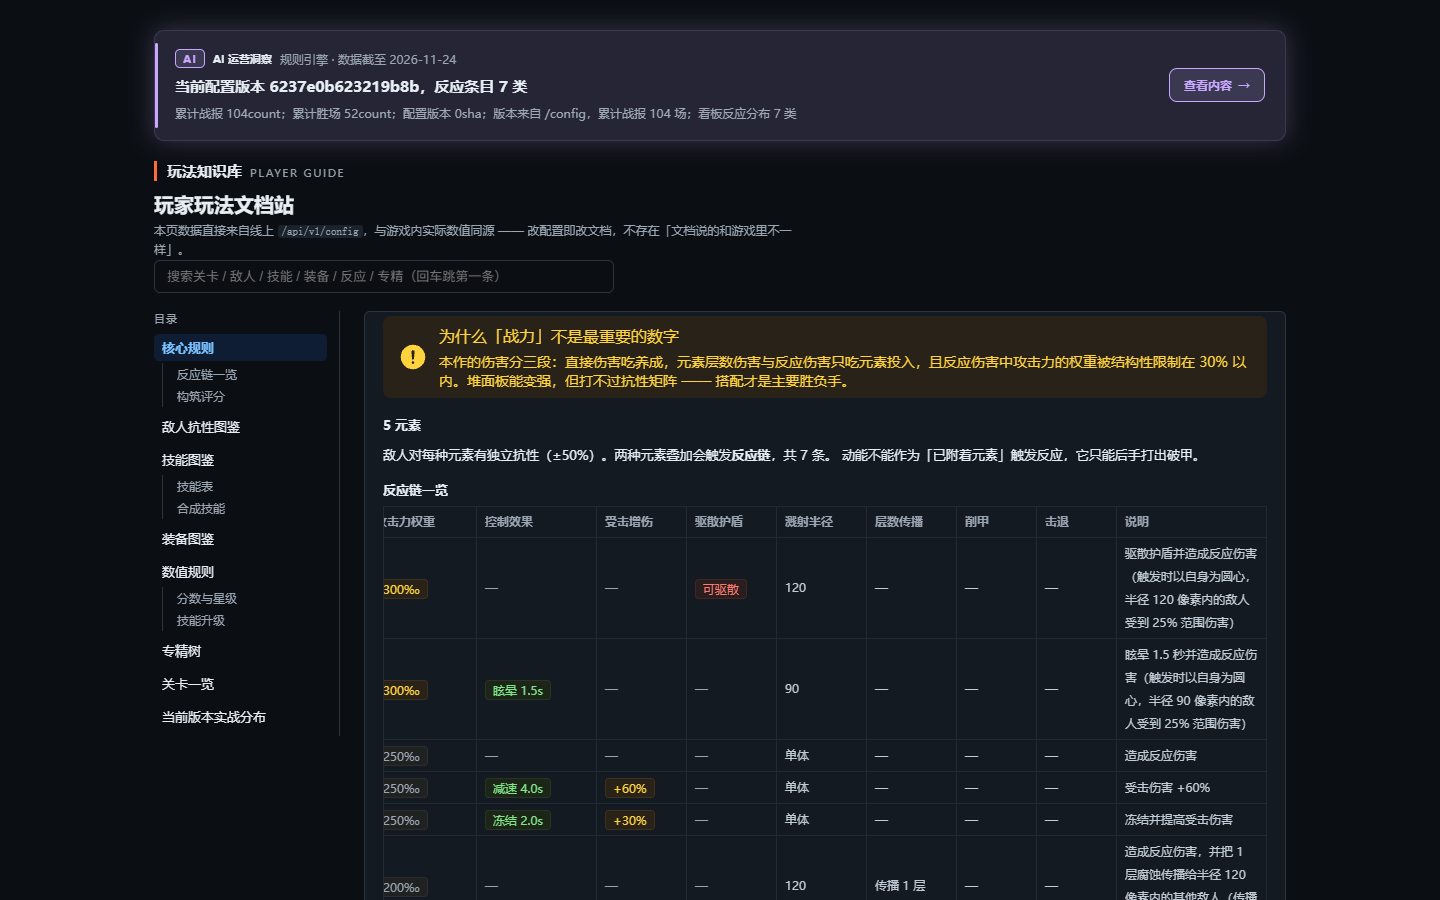 AI AI 运营洞察 规则引擎 · 数据截至 2026-11-24
当前配置版本 6237e0b623219b8b，反应条目 7 类
累计战报 104count；累计胜场 52count；配置版本 0sha；版本来自 /config，累计战报 104 场；看板反应分布 7 类
查看内容 →
玩法知识库 PLAYER GUIDE
玩家玩法文档站
本页数据直接来自线上 /api/v1/config，与游戏内实际数值同源 —— 改配置即改文档，不存在「文档说的和游戏里不一
样」。
搜索关卡 / 敌人 / 技能 / 装备 / 反应 / 专精（回车跳第一条）
目录
核心规则
反应链一览
构筑评分
敌人抗性图鉴
技能图鉴
技能表
合成技能
装备图鉴
数值规则
分数与星级
技能升级
专精树
关卡一览
当前版本实战分布
为什么「战力」不是最重要的数字
本作的伤害分三段：直接伤害吃养成，元素层数伤害与反应伤害只吃元素投入，且反应伤害中攻击力的权重被结构性限制在 30% 以
内。堆面板能变强，但打不过抗性矩阵 —— 搭配才是主要胜负手。
5 元素
敌人对每种元素有独立抗性（±50%）。两种元素叠加会触发反应链，共 7 条。 动能不能作为「已附着元素」触发反应，它只能后手打出破甲。
反应链一览
攻击力权重 控制效果 受击增伤 驱散护盾 溅射半径 层数传播 削甲 击退 说明
300‰ — — 可驱散 120 — — — 驱散护盾并造成反应伤害
（触发时以自身为圆心，
半径 120 像素内的敌人
受到 25% 范围伤害）
300‰ 眩晕 1.5s — — 90 — — — 眩晕 1.5 秒并造成反应伤
害（触发时以自身为圆
心，半径 90 像素内的敌
人受到 25% 范围伤害）
250‰ — — — 单体 — — — 造成反应伤害
250‰ 减速 4.0s +60% — 单体 — — — 受击伤害 +60%
250‰ 冻结 2.0s +30% — 单体 — — — 冻结并提高受击伤害
200‰ — — — 120 传播 1 层 — — 造成反应伤害，并把 1
层腐蚀传播给半径 120
像素内的其他敌人（传播